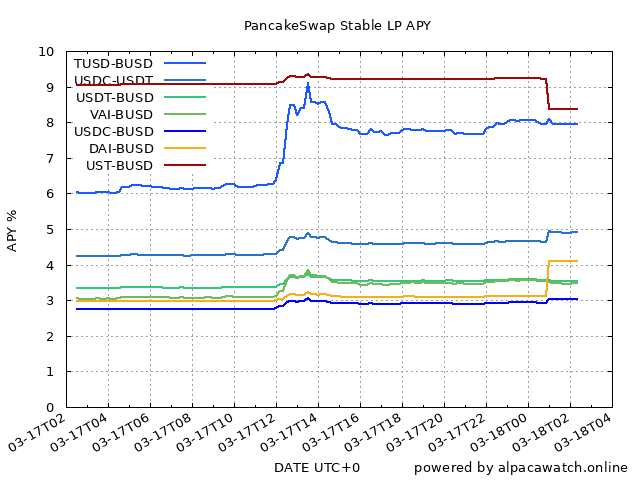 PancakeSwap Stable LP APY
10
9
8
7
6
5
4
3
2
1
0
APY %
TUSD-BUSD
USDC-USDT
USDT-BUSD
VAI-BUSD
USDC-BUSD
DAI-BUSD
UST-BUSD
03-17T02
03-17T04
03-17T06
03-17T08
03-17T10
03-17T12
03-17T14
03-17T16
03-17T18
03-17T20
03-17T22
03-18T00
03-18T02
03-18T04
DATE UTC+0
powered by alpacawatch.online